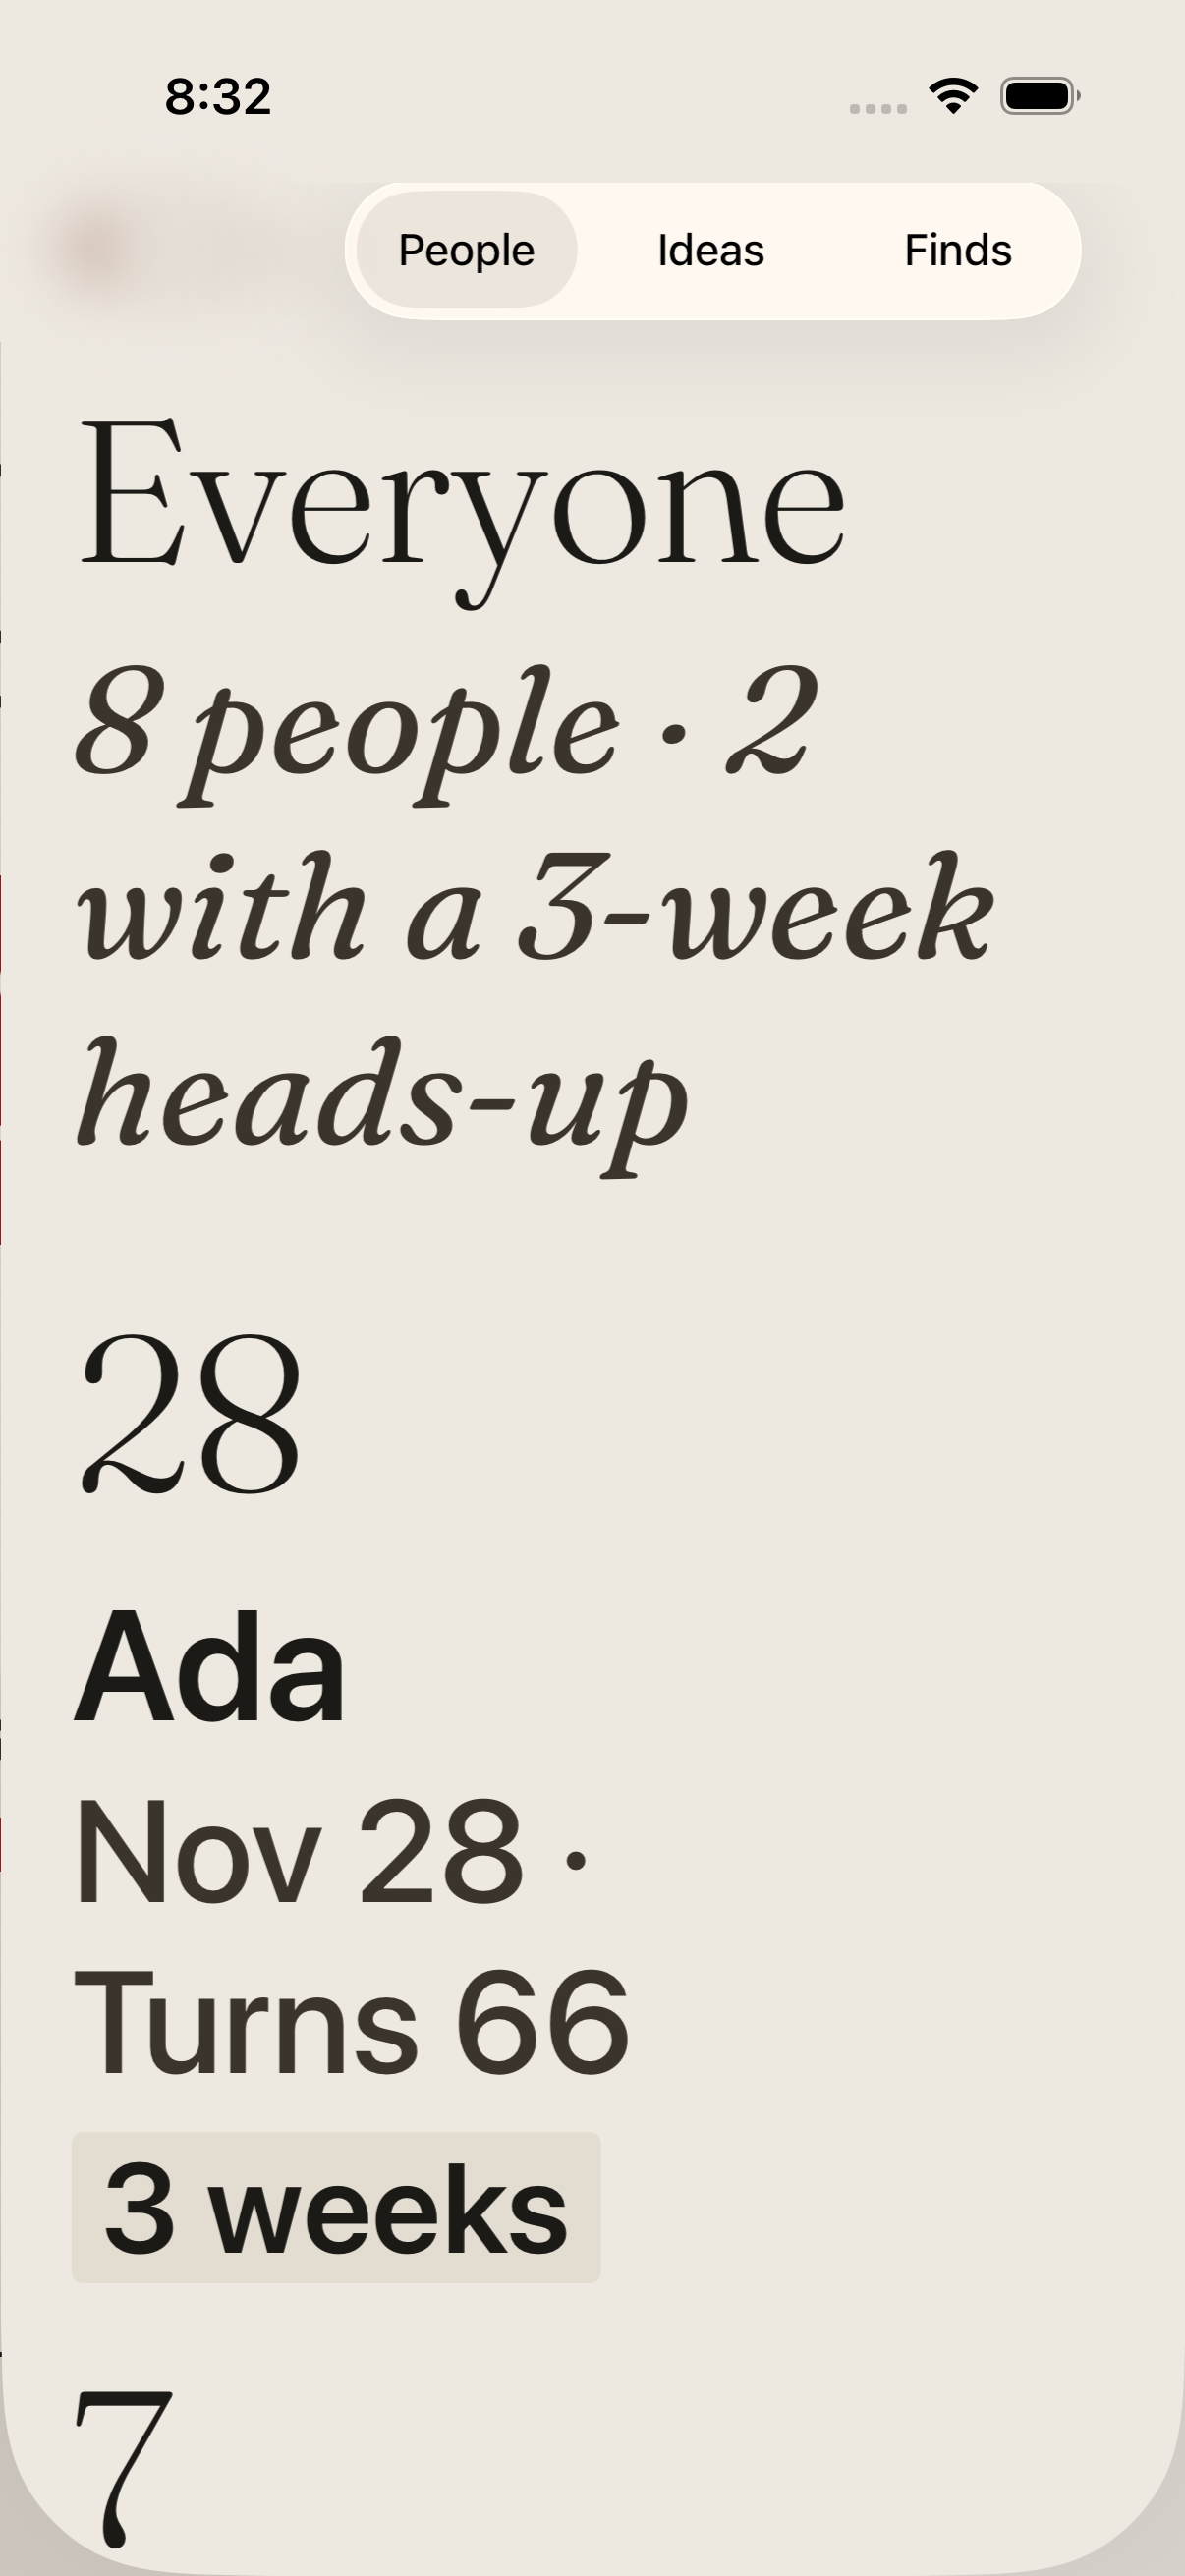 8:32
People Ideas Finds
Everyone
8 people · 2
with a 3-week
heads-up
28
Ada
Nov 28 ·
Turns 66
3 weeks
7